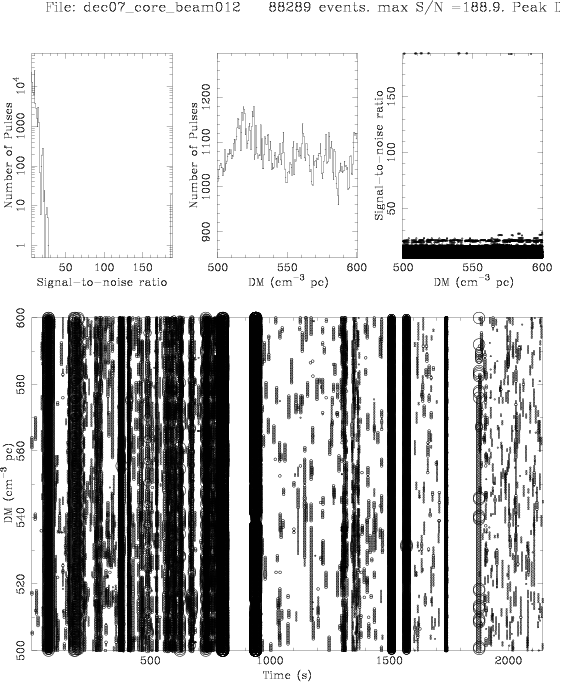 File: dec07_core_beam012 88289 events. max S/N =188.9. Peak D
Number of Pulses
10⁴
1000
100
10
1
50 100 150
Signal-to-noise ratio
Number of Pulses
1200
1100
1000
900
500 550 600
DM (cm⁻³ pc)
Signal-to-noise ratio
150
100
50
500 550 600
DM (cm⁻³ pc)
DM (cm⁻³ pc)
600
580
560
540
520
500
500 1000 1500 2000
Time (s)